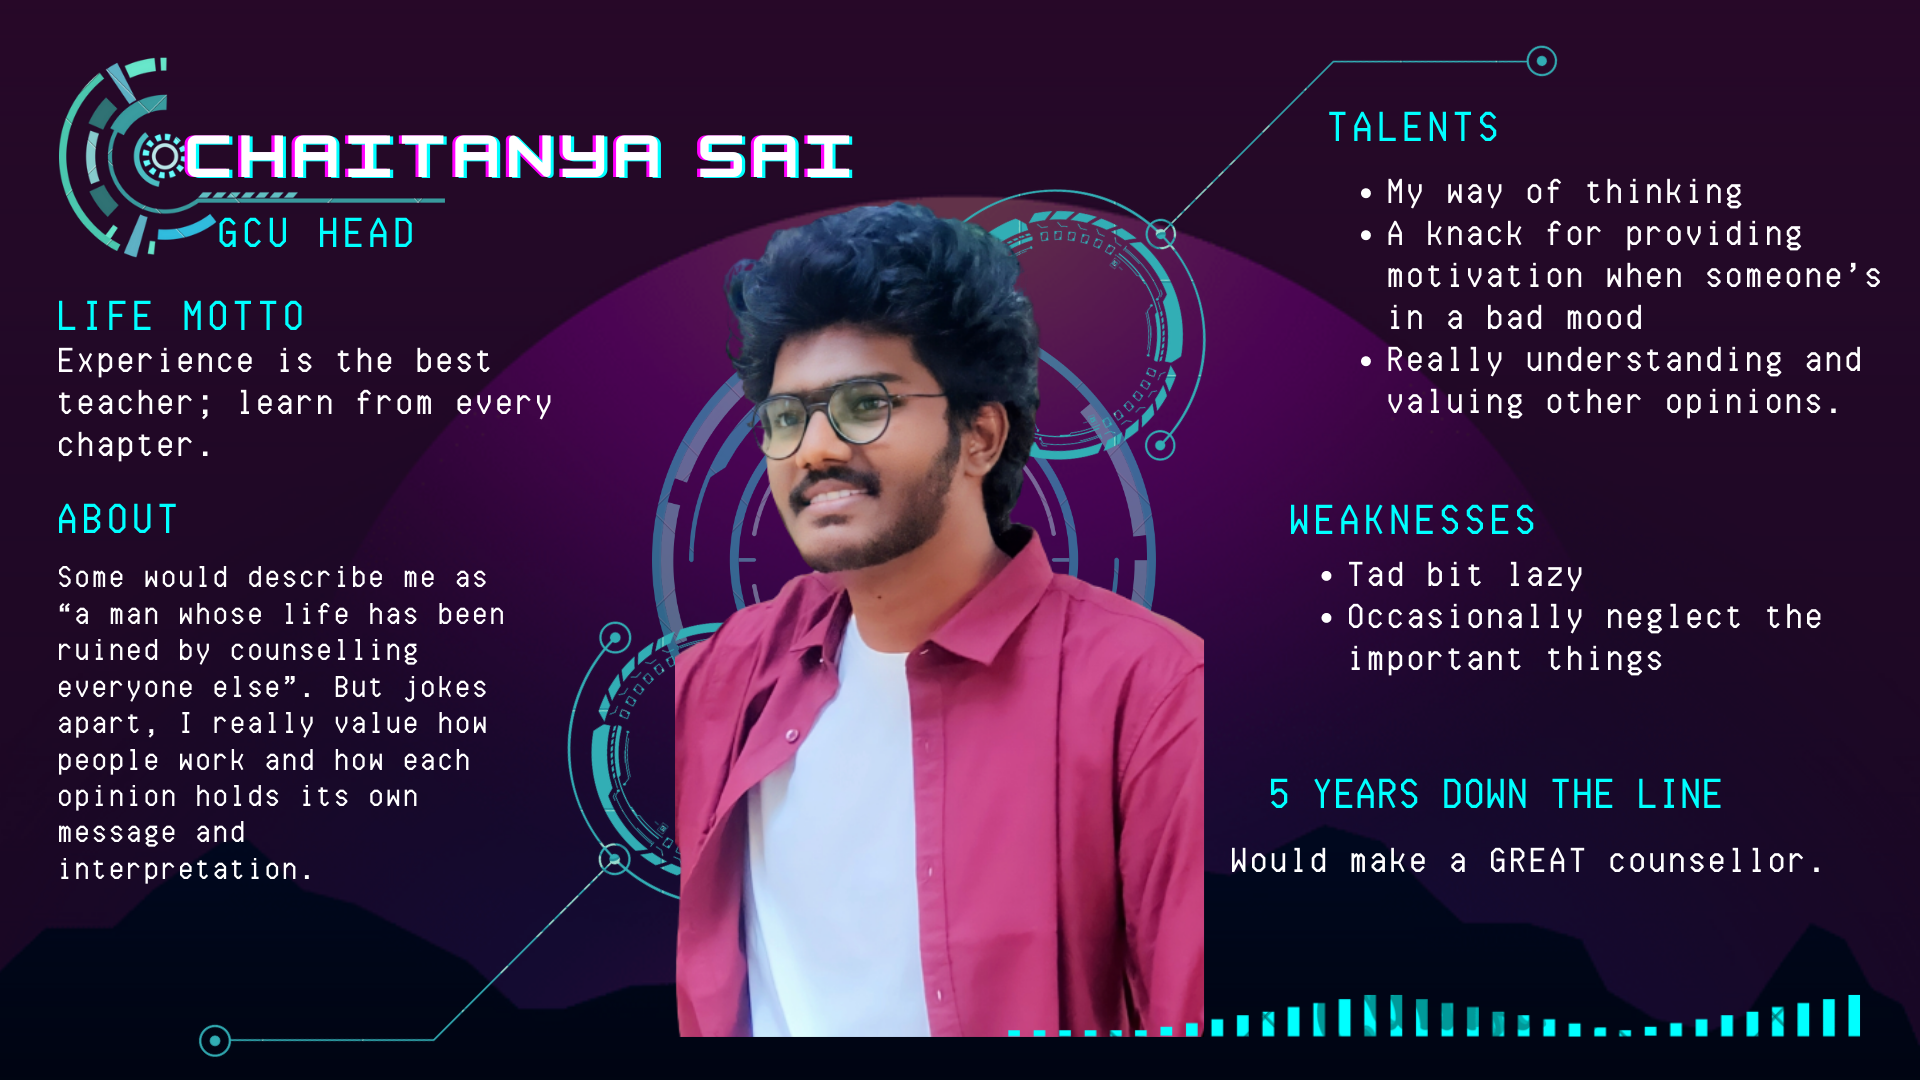 CHAITANYA SAI
GCU HEAD
LIFE MOTTO
Experience is the best
teacher; learn from every
chapter.
ABOUT
Some would describe me as
“a man whose life has been
ruined by counselling
everyone else”. But jokes
apart, I really value how
people work and how each
opinion holds its own
message and
interpretation.
TALENTS
• My way of thinking
• A knack for providing
motivation when someone’s
in a bad mood
• Really understanding and
valuing other opinions.
WEAKNESSES
• Tad bit lazy
• Occasionally neglect the
important things
5 YEARS DOWN THE LINE
Would make a GREAT counsellor.